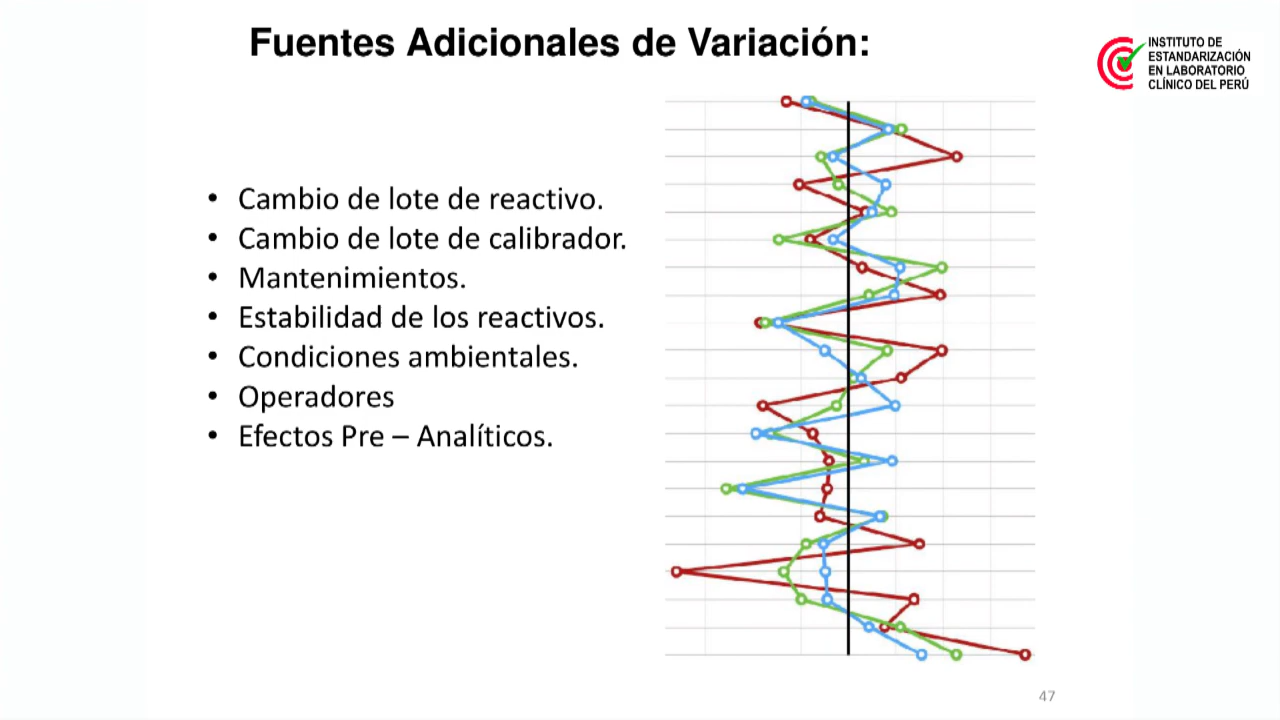 Fuentes Adicionales de Variación:
INSTITUTO DE
ESTANDARIZACIÓN
EN LABORATORIO
CLÍNICO DEL PERÚ
• Cambio de lote de reactivo.
• Cambio de lote de calibrador.
• Mantenimientos.
• Estabilidad de los reactivos.
• Condiciones ambientales.
• Operadores
• Efectos Pre – Analíticos.
47